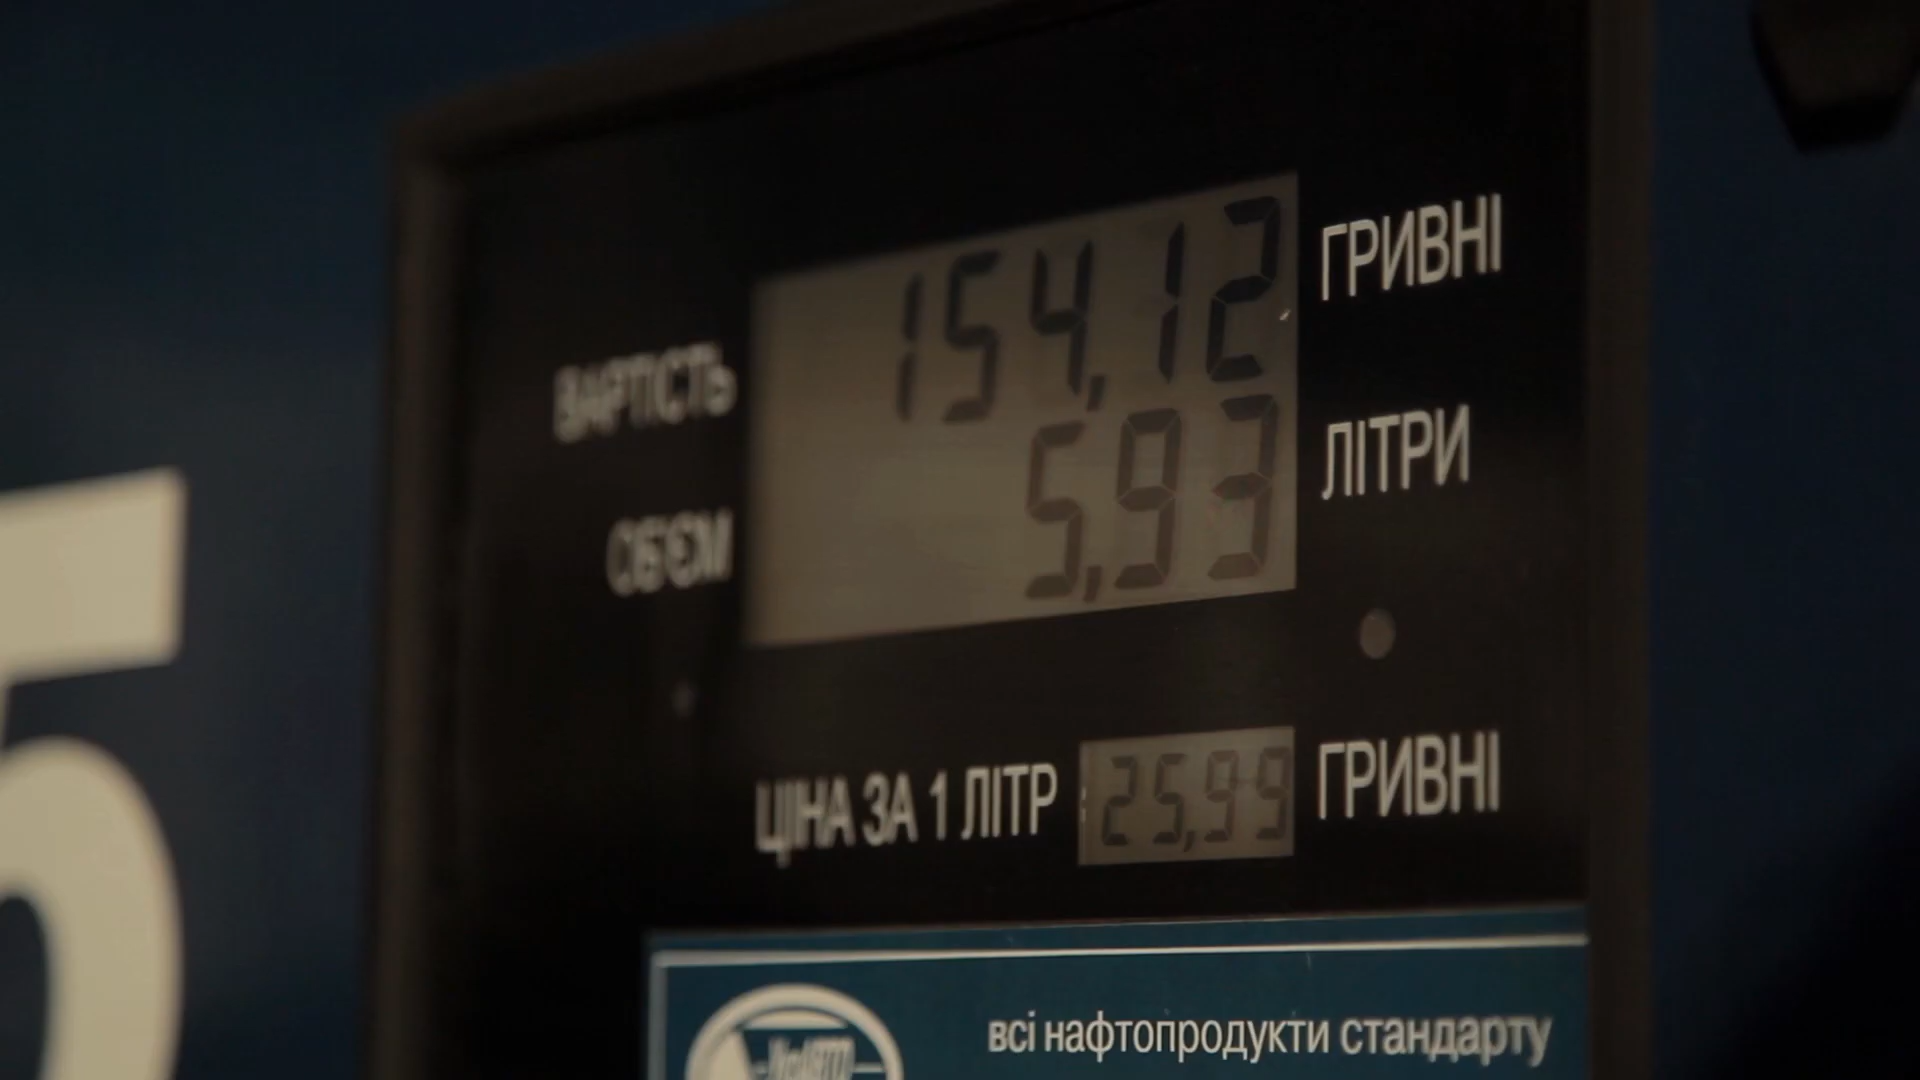 ВАРТІСТЬ 154,12 ГРИВНІ
ОБ'ЄМ 5,93 ЛІТРИ
ЦІНА ЗА 1 ЛІТР 25,99 ГРИВНІ
5
всі нафтопродукти стандарту